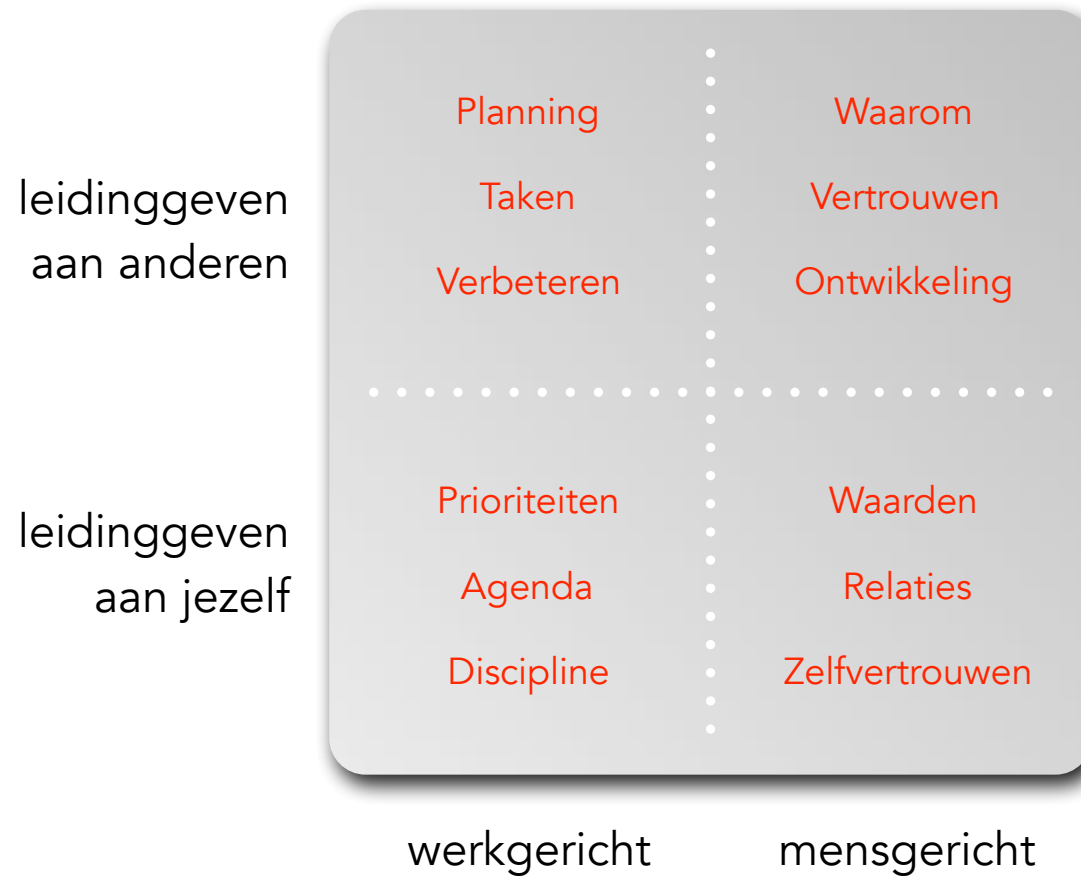 Planning
Waarom
leidinggeven
aan anderen
Taken
Vertrouwen
Verbeteren
Ontwikkeling
leidinggeven
aan jezelf
Prioriteiten
Waarden
Agenda
Relaties
Discipline
Zelfvertrouwen
werkgericht
mensgericht